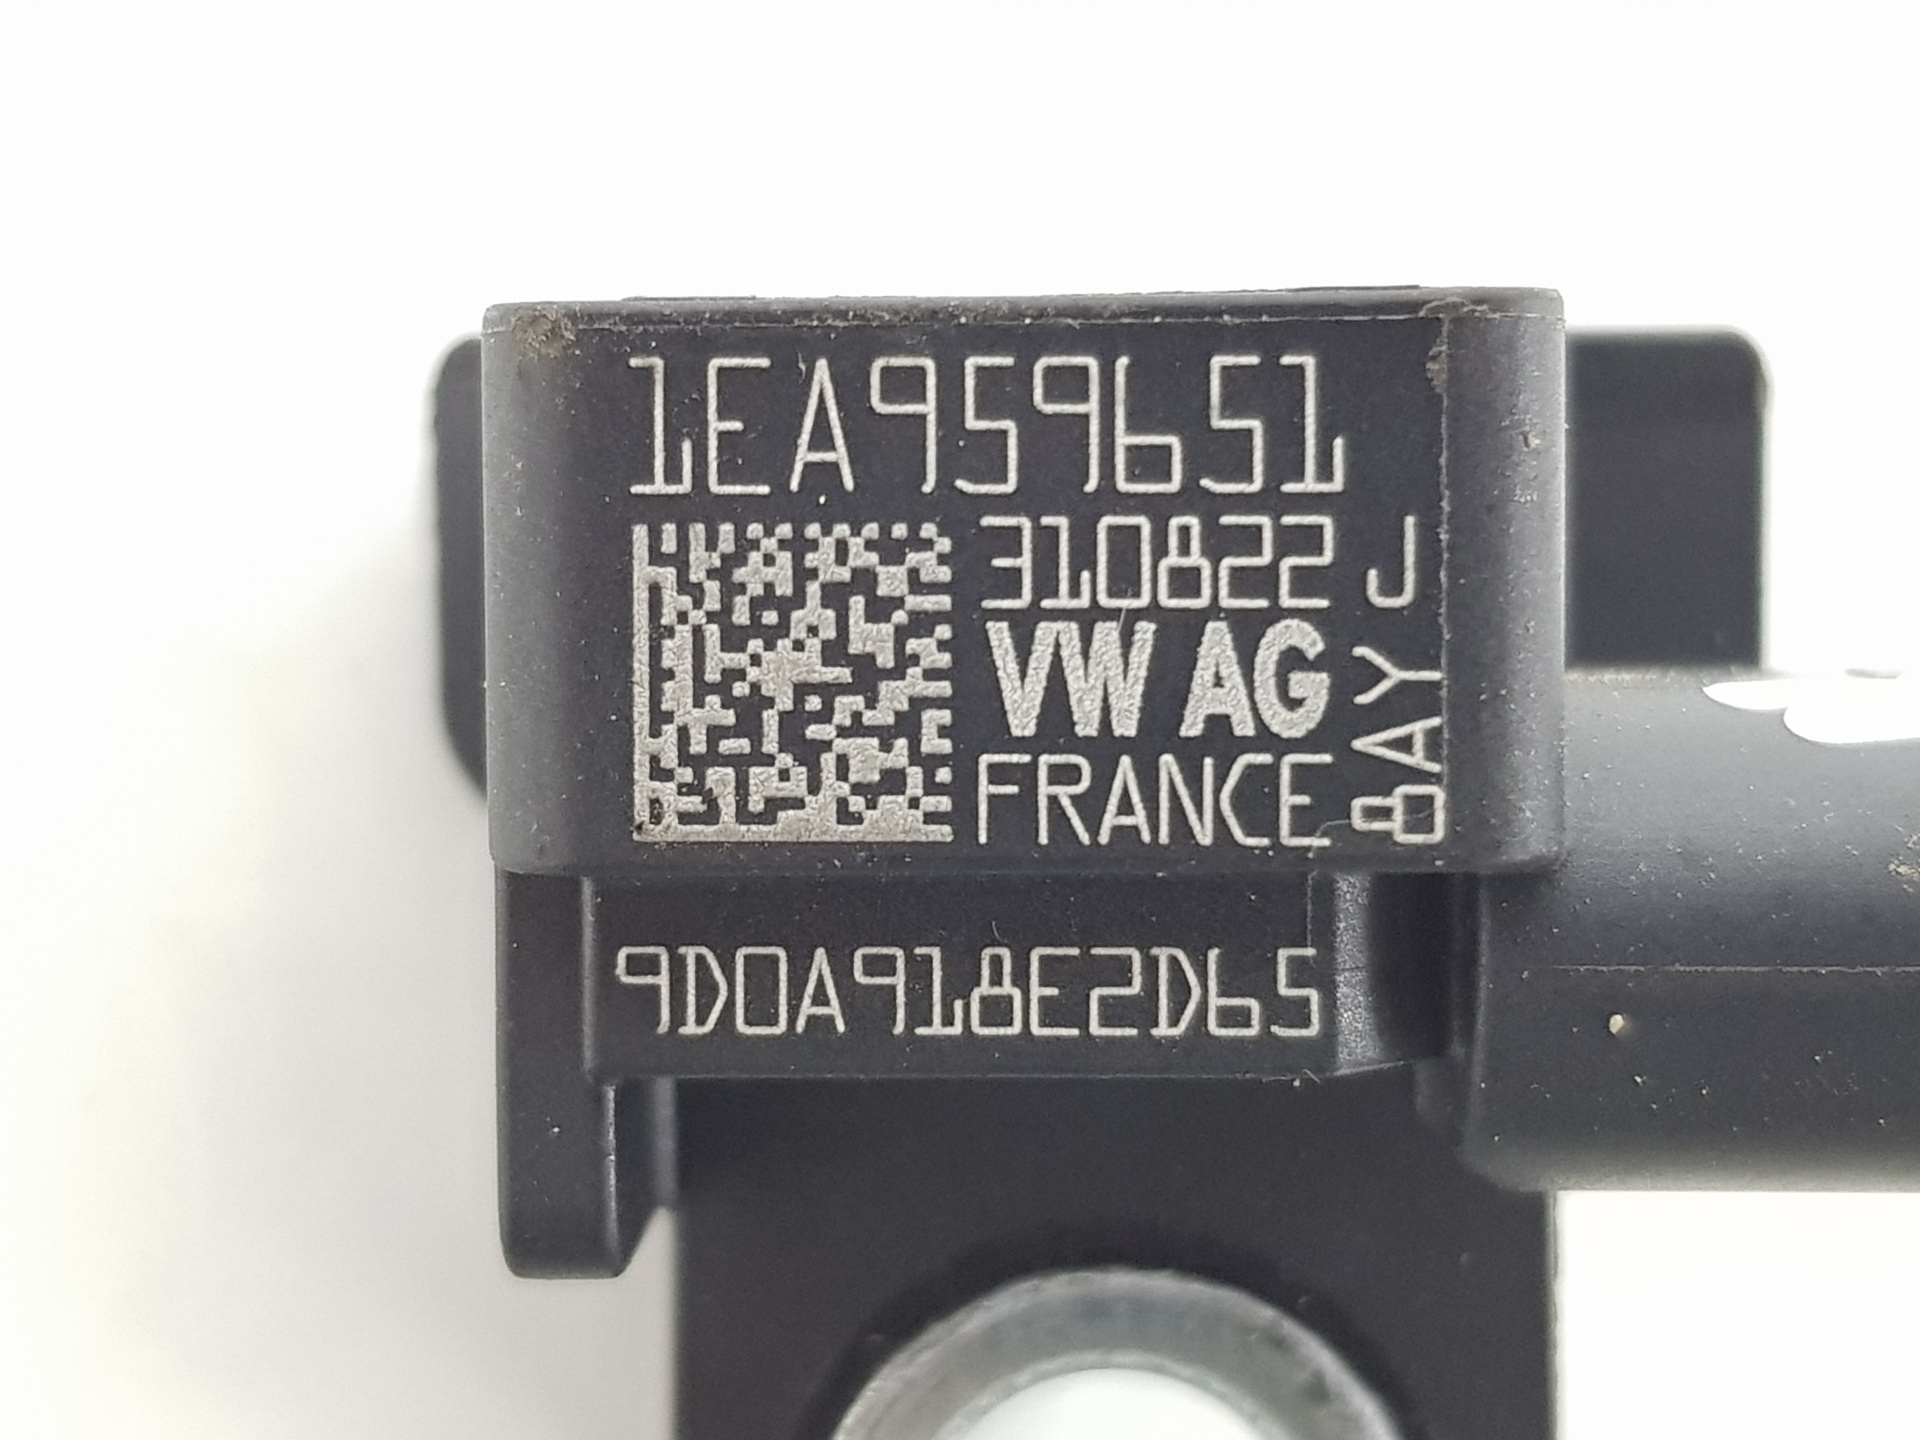 1EA959651
310822 J
VW AG
FRANCE
8AY
9D0A918E2D65